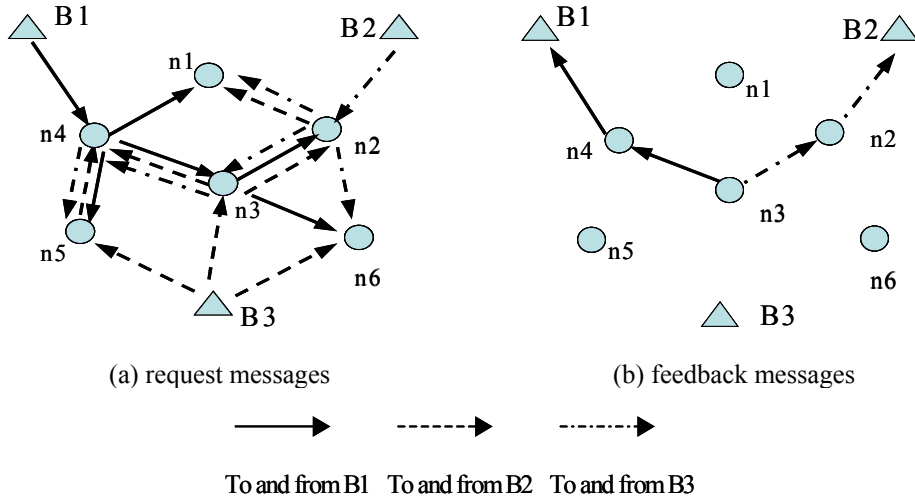 B1
B2
n1
n4
n2
n3
n5
n6
B3
(a) request messages
B1
B2
n1
n4
n2
n3
n5
n6
B3
(b) feedback messages
To and from B1
To and from B2
To and from B3